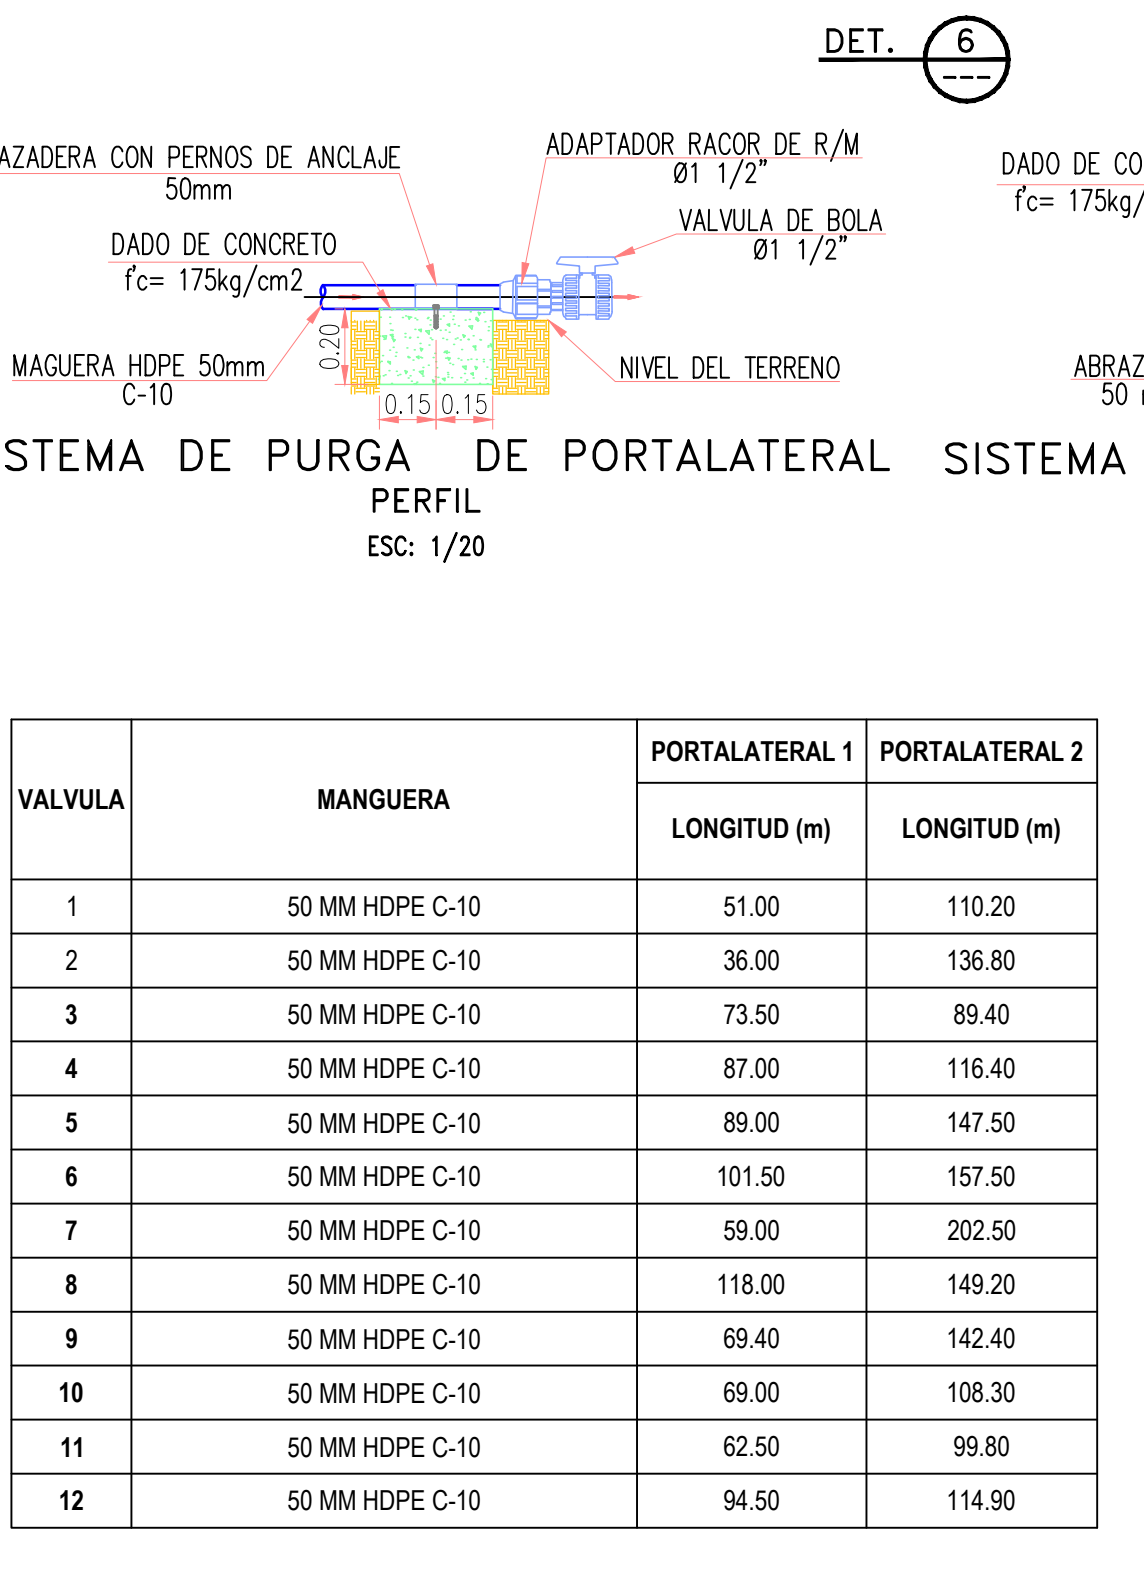 DET. 6
---
AZADERA CON PERNOS DE ANCLAJE
50mm
ADAPTADOR RACOR DE R/M
Ø1 1/2"
DADO DE CO
f'c= 175kg/
VALVULA DE BOLA
Ø1 1/2"
DADO DE CONCRETO
f'c= 175kg/cm2
0.20
MAGUERA HDPE 50mm
C-10
NIVEL DEL TERRENO
ABRAZ
50
0.15 0.15
STEMA DE PURGA DE PORTALATERAL
SISTEMA
PERFIL
ESC: 1/20
VALVULA MANGUERA PORTALATERAL 1 PORTALATERAL 2
LONGITUD (m) LONGITUD (m)
1 50 MM HDPE C-10 51.00 110.20
2 50 MM HDPE C-10 36.00 136.80
3 50 MM HDPE C-10 73.50 89.40
4 50 MM HDPE C-10 87.00 116.40
5 50 MM HDPE C-10 89.00 147.50
6 50 MM HDPE C-10 101.50 157.50
7 50 MM HDPE C-10 59.00 202.50
8 50 MM HDPE C-10 118.00 149.20
9 50 MM HDPE C-10 69.40 142.40
10 50 MM HDPE C-10 69.00 108.30
11 50 MM HDPE C-10 62.50 99.80
12 50 MM HDPE C-10 94.50 114.90